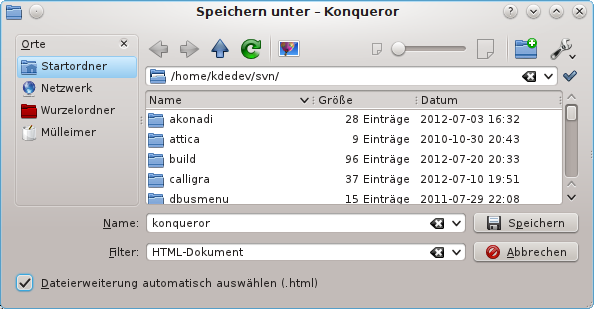 Speichern unter – Konqueror
Orte
Startordner
Netzwerk
Wurzelordner
Mülleimer
/home/kdedev/svn/
Name Größe Datum
akonadi 28 Einträge 2012-07-03 16:32
attica 9 Einträge 2010-10-30 20:43
build 96 Einträge 2012-07-20 20:33
calligra 37 Einträge 2012-07-10 19:51
dbusmenu 15 Einträge 2011-07-29 22:08
Name: konqueror Speichern
Filter: HTML-Dokument Abbrechen
Dateierweiterung automatisch auswählen (.html)